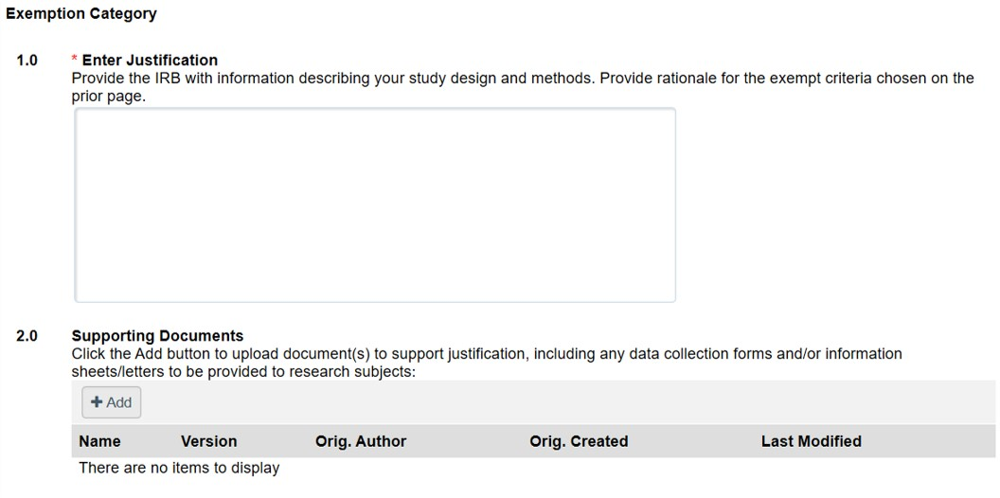 Exemption Category
1.0 * Enter Justification
Provide the IRB with information describing your study design and methods. Provide rationale for the exempt criteria chosen on the
prior page.
2.0 Supporting Documents
Click the Add button to upload document(s) to support justification, including any data collection forms and/or information
sheets/letters to be provided to research subjects:
+ Add
Name Version Orig. Author Orig. Created Last Modified
There are no items to display